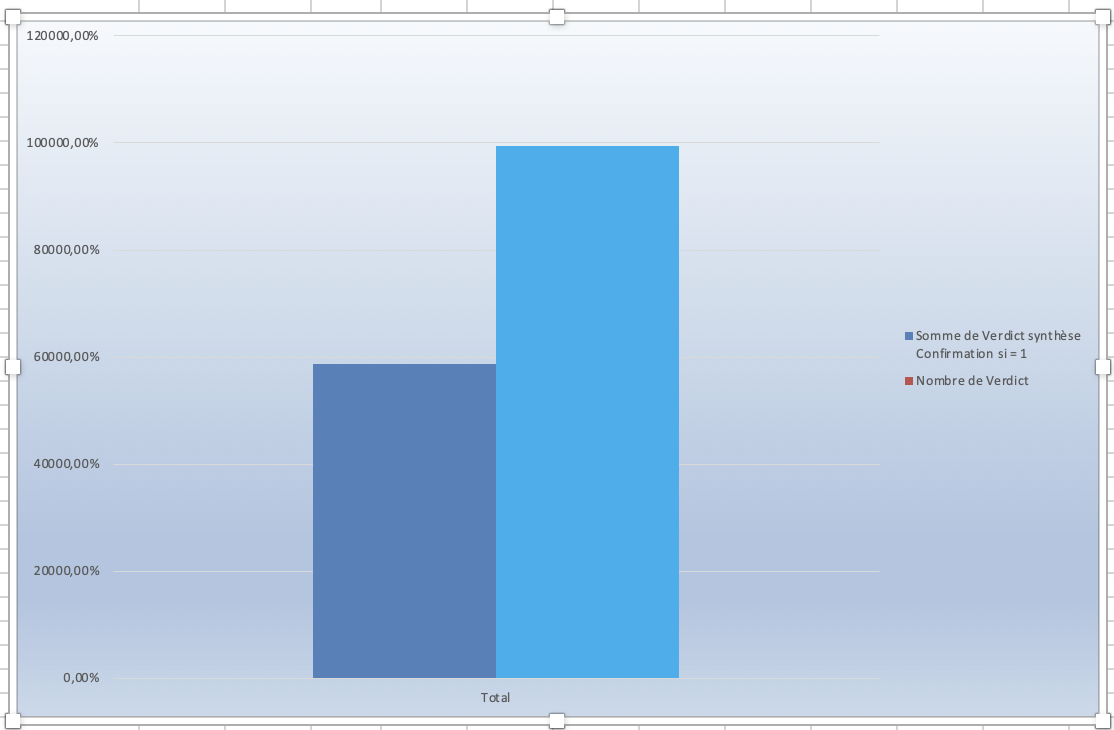 120000,00%
100000,00%
80000,00%
60000,00%
40000,00%
20000,00%
0,00%
Total
Somme de Verdict synthèse
Confirmation si = 1
Nombre de Verdict